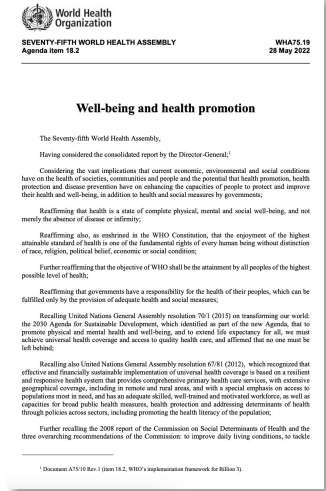 World Health
Organization
SEVENTY-FIFTH WORLD HEALTH ASSEMBLY WHA75.19
Agenda item 18.2 28 May 2022
Well-being and health promotion
The Seventy-fifth World Health Assembly,
Having considered the consolidated report by the Director-General;1
Considering the vast implications that current economic, environmental and social conditions
have on the health of societies, communities and people and the potential that health promotion, health
protection and disease prevention have on enhancing the capacities of people to protect and improve
their health and well-being, in addition to health and social measures by governments;
Reaffirming that health is a state of complete physical, mental and social well-being, and not
merely the absence of disease or infirmity;
Reaffirming also, as enshrined in the WHO Constitution, that the enjoyment of the highest
attainable standard of health is one of the fundamental rights of every human being without distinction
of race, religion, political belief, economic or social condition;
Further reaffirming that the objective of WHO shall be the attainment by all peoples of the highest
possible level of health;
Reaffirming that governments have a responsibility for the health of their peoples, which can be
fulfilled only by the provision of adequate health and social measures;
Recalling United Nations General Assembly resolution 70/1 (2015) on transforming our world:
the 2030 Agenda for Sustainable Development, which identified as part of the new Agenda, that to
promote physical and mental health and well-being, and to extend life expectancy for all, we must
achieve universal health coverage and access to quality health care, and affirmed that no one must be
left behind;
Recalling also United Nations General Assembly resolution 67/81 (2012), which recognized that
effective and financially sustainable implementation of universal health coverage is based on a resilient
and responsive health system that provides comprehensive primary health care services, with extensive
geographical coverage, including in remote and rural areas, and with a special emphasis on access to
populations most in need, and has an adequate skilled, well-trained and motivated workforce, as well as
capacities for broad public health measures, health protection and addressing determinants of health
through policies across sectors, including promoting the health literacy of the population;
Further recalling the 2008 report of the Commission on Social Determinants of Health and the
three overarching recommendations of the Commission: to improve daily living conditions, to tackle
1 Document A75/10 Rev.1 (item 18.2, WHO's implementation framework for Billion 3).